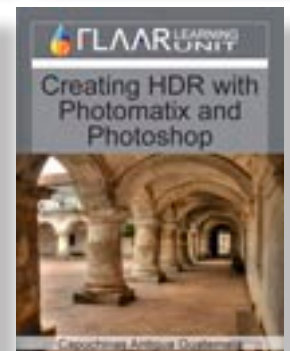 FLAAR LEARNING
UNIT
Creating HDR with
Photomatix and
Photoshop
Capuchinas Antigua Guatemala